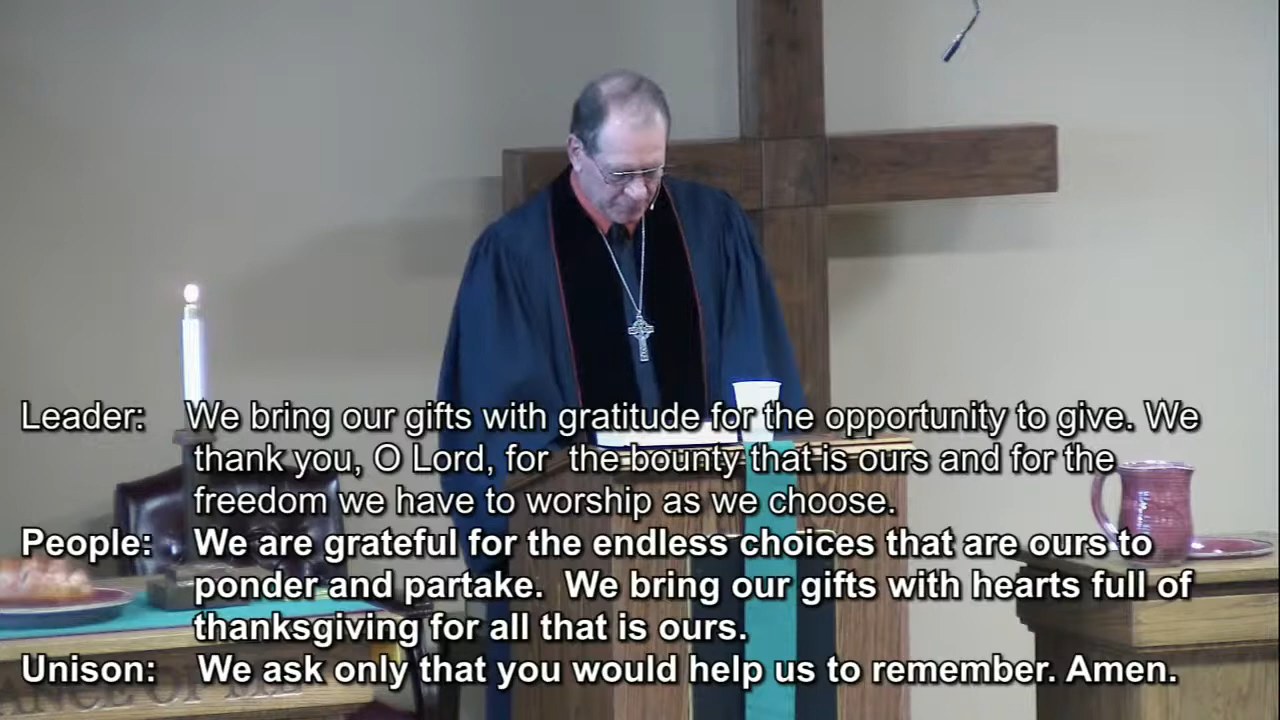 Leader: We bring our gifts with gratitude for the opportunity to give. We
thank you, O Lord, for the bounty that is ours and for the
freedom we have to worship as we choose.
People: We are grateful for the endless choices that are ours to
ponder and partake. We bring our gifts with hearts full of
thanksgiving for all that is ours.
Unison: We ask only that you would help us to remember. Amen.
ANCE OF